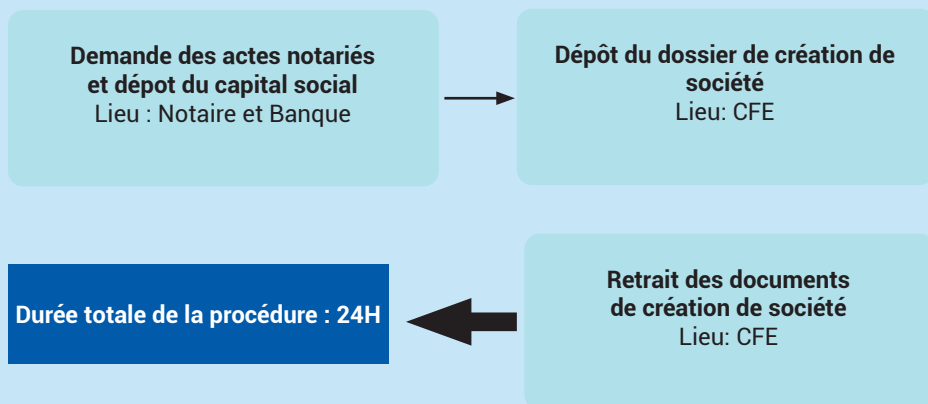 Demande des actes notariés
et dépot du capital social
Lieu : Notaire et Banque
Dépôt du dossier de création de
société
Lieu: CFE
Retrait des documents
de création de société
Lieu: CFE
Durée totale de la procédure : 24H